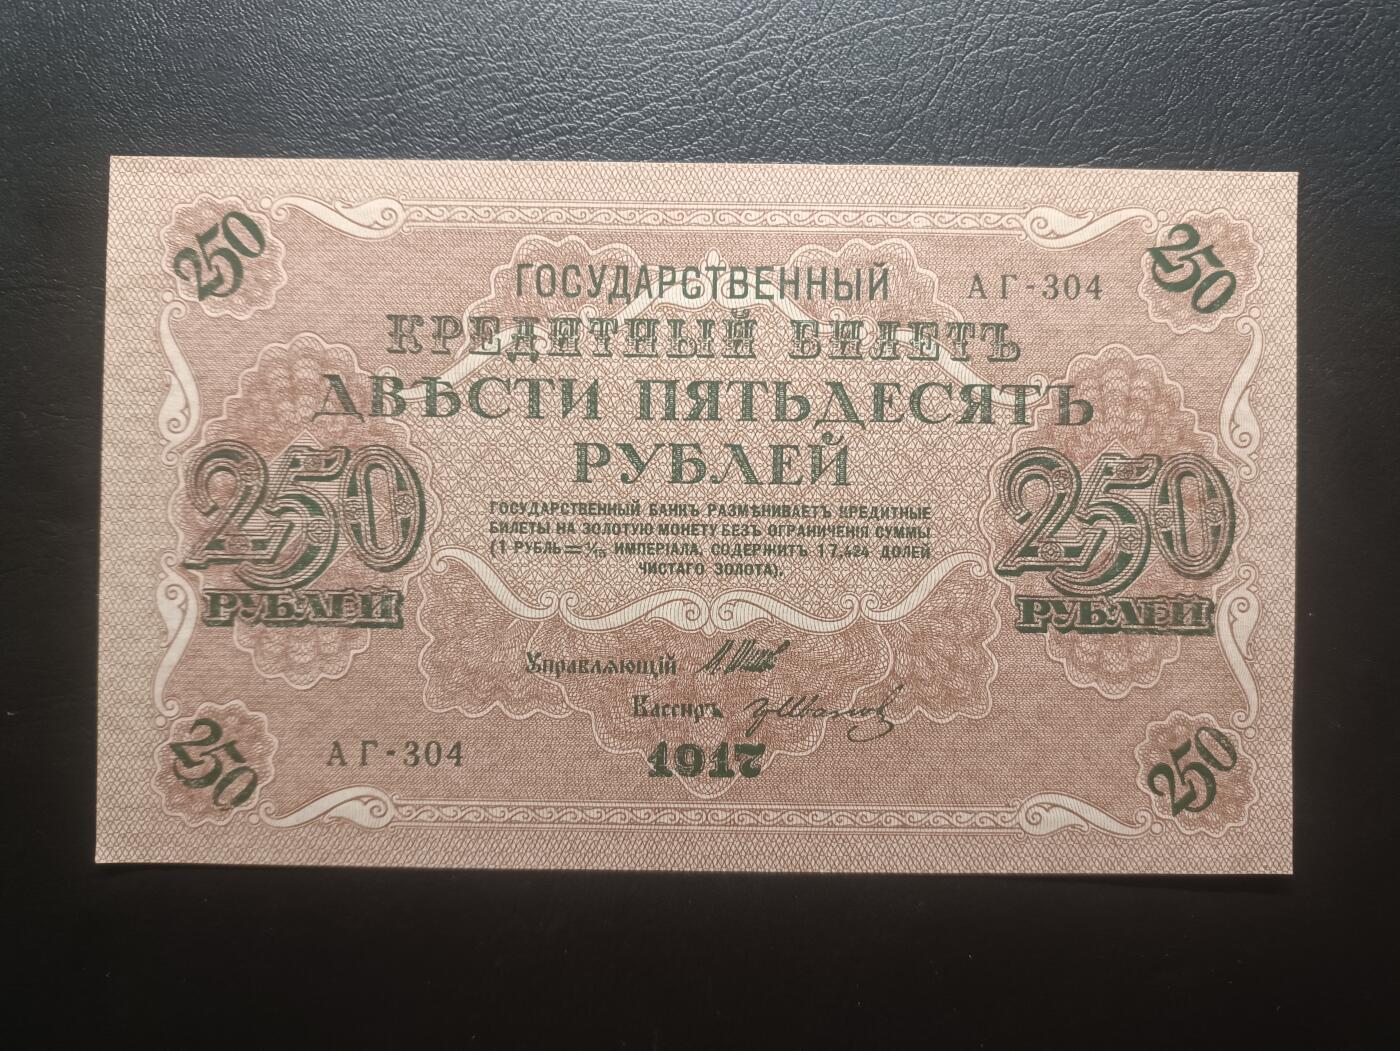 250 250
ГОСУДАРСТВЕННЫЙ АГ-304
КРЕДИТНЫЙ БИЛЕТЪ
ДВѢСТИ ПЯТЬДЕСЯТЪ
РУБЛЕЙ
250 250
РУБЛЕЙ РУБЛЕЙ
ГОСУДАРСТВЕННЫЙ БАНКЪ РАЗМѢНИВАЕТЪ КРЕДИТНЫЕ
БИЛЕТЫ НА ЗОЛОТУЮ МОНЕТУ БЕЗЪ ОГРАНИЧЕНІЯ СУММЫ
(1 РУБЛЬ = 1/15 ИМПЕРІАЛА, СОДЕРЖИТЪ 17,424 ДОЛЕЙ
ЧИСТАГО ЗОЛОТА).
Управляющій
Кассиръ
АГ-304 1917
250 250